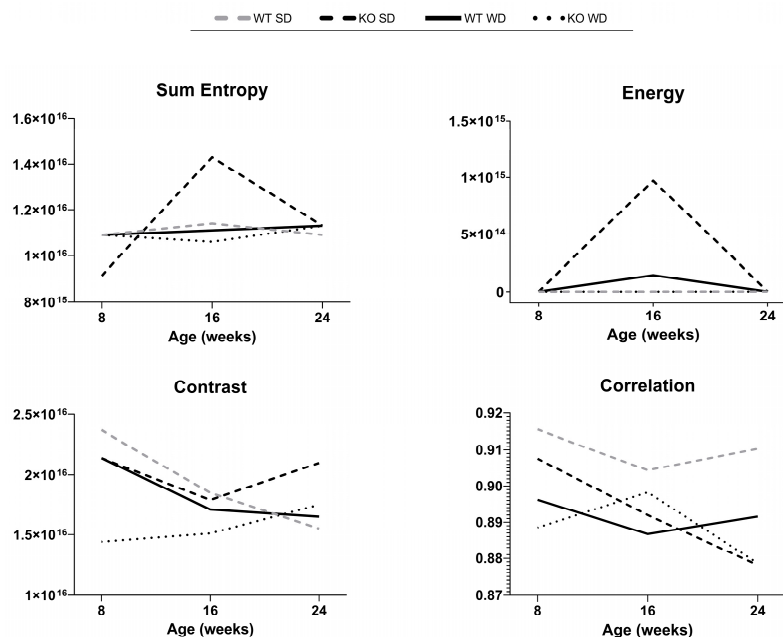 WT SD KO SD WT WD KO WD
Sum Entropy
1.6×10¹⁶
1.4×10¹⁶
1.2×10¹⁶
1×10¹⁶
8×10¹⁵
8 16 24
Age (weeks)
Energy
1.5×10¹⁵
1×10¹⁵
5×10¹⁴
0
8 16 24
Age (weeks)
Contrast
2.5×10¹⁶
2×10¹⁶
1.5×10¹⁶
1×10¹⁶
8 16 24
Age (weeks)
Correlation
0.92
0.91
0.90
0.89
0.88
0.87
8 16 24
Age (weeks)